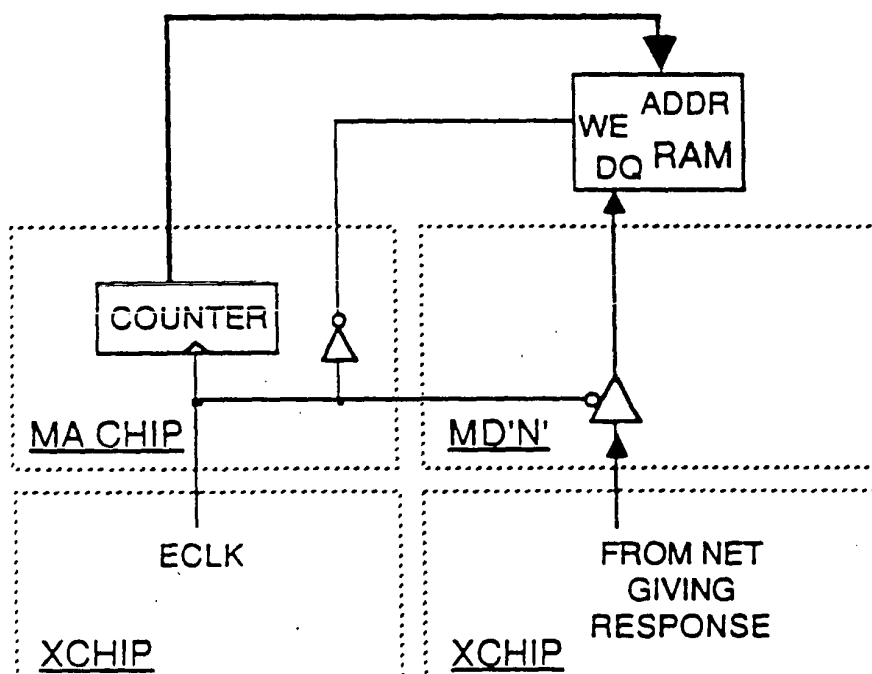 ADDR
WE
DQ RAM
COUNTER
MA CHIP
MD'N'
ECLK
FROM NET
GIVING
RESPONSE
XCHIP
XCHIP